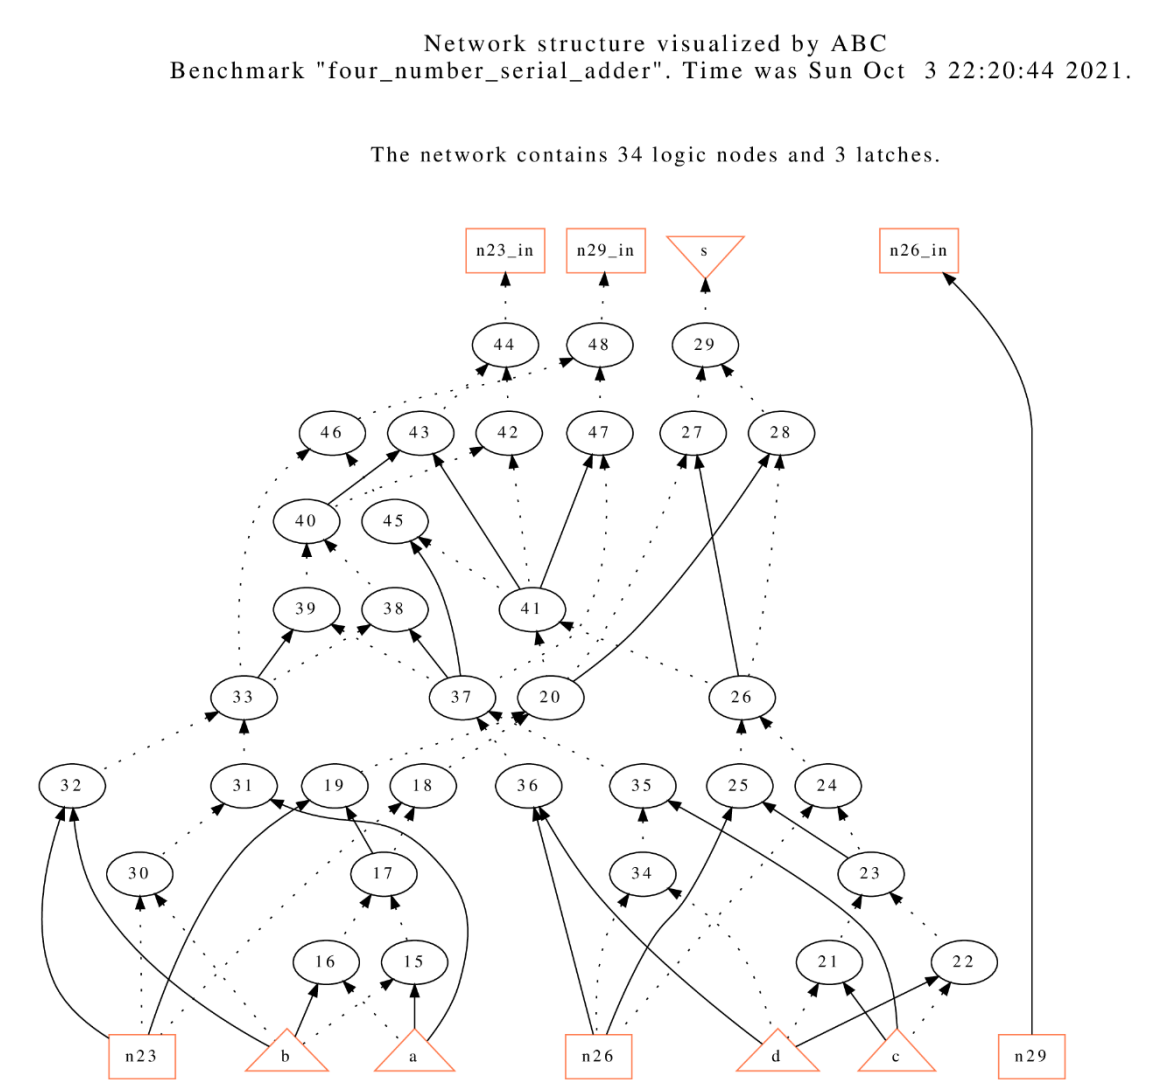 Network structure visualized by ABC
Benchmark "four_number_serial_adder". Time was Sun Oct  3 22:20:44 2021.
The network contains 34 logic nodes and 3 latches.
n23_in n29_in s n26_in
44 48 29
46 43 42 47 27 28
40 45
39 38 41
33 37 20 26
32 31 19 18 36 35 25 24
30 17 34 23
16 15 21 22
n23 b a n26 d c n29